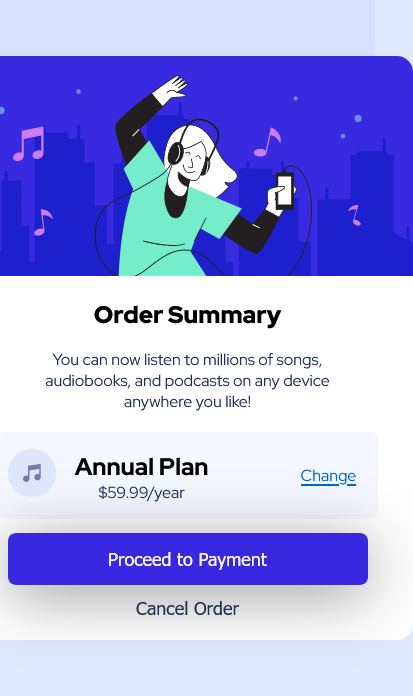 Order Summary
You can now listen to millions of songs,
audiobooks, and podcasts on any device
anywhere you like!
Annual Plan
$59.99/year
Change
Proceed to Payment
Cancel Order